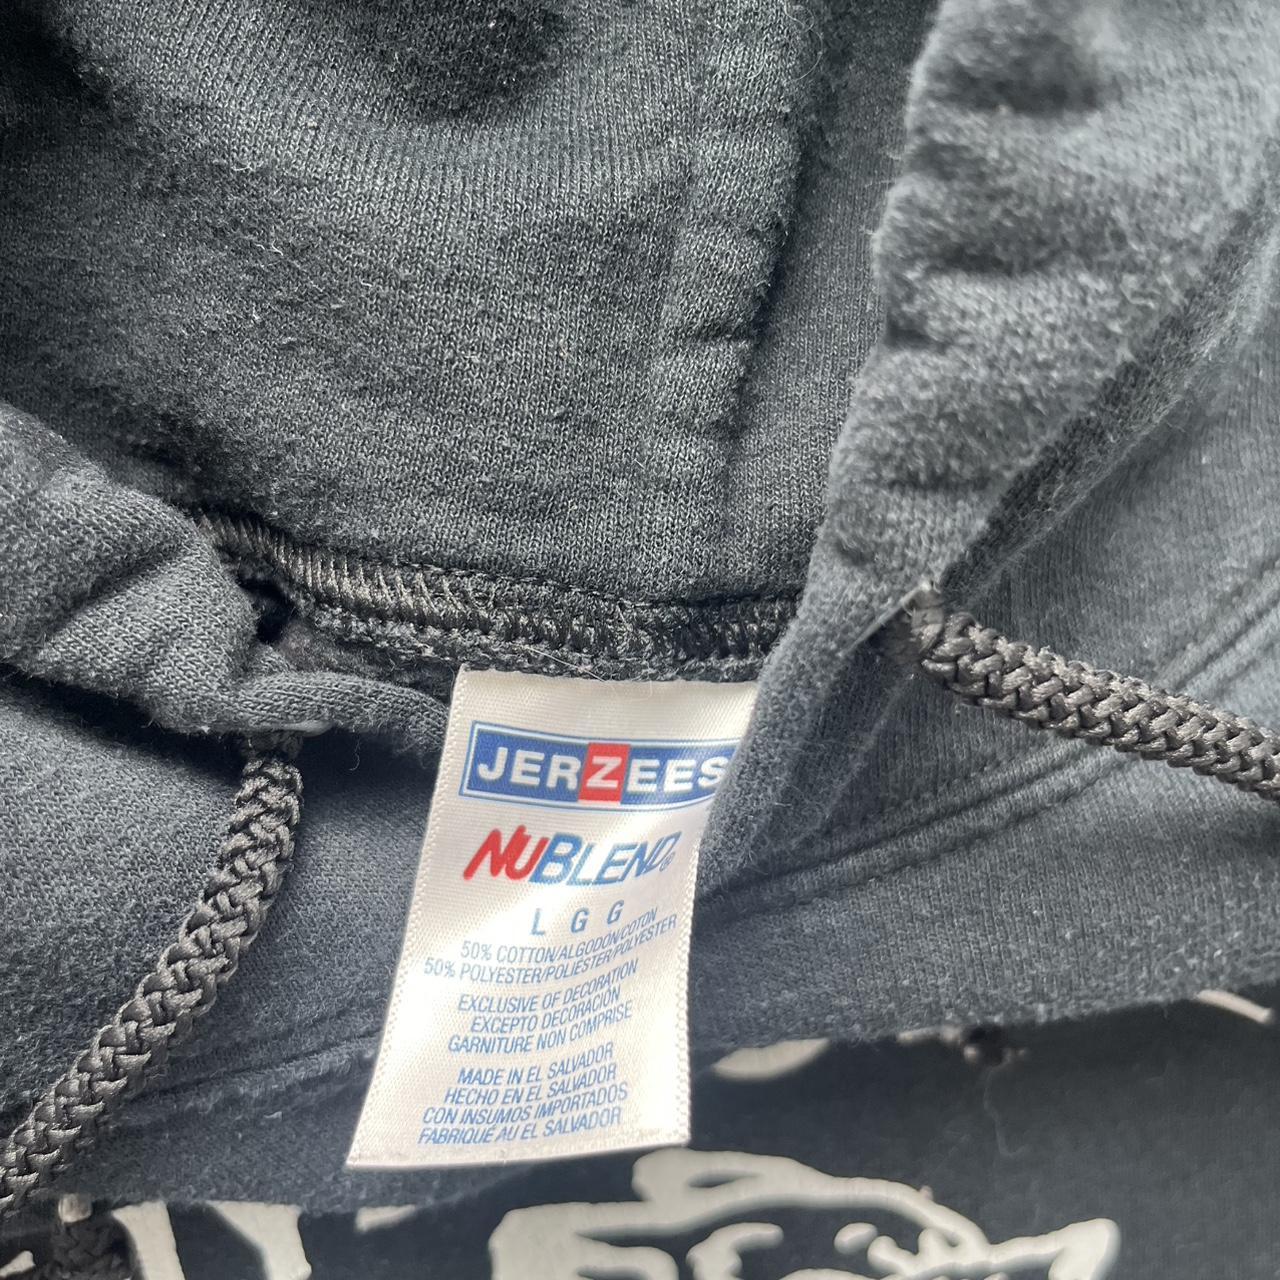 JERZEES
NUBLEND®
L G G
50% COTTON/ALGODON/COTON
50% POLYESTER/POLIÉSTER/POLYESTER
EXCLUSIVE OF DECORATION
EXCEPTO DECORACIÓN
GARNITURE NON COMPRISE
MADE IN EL SALVADOR
HECHO EN EL SALVADOR
CON INSUMOS IMPORTADOS
FABRIQUÉ AU EL SALVADOR